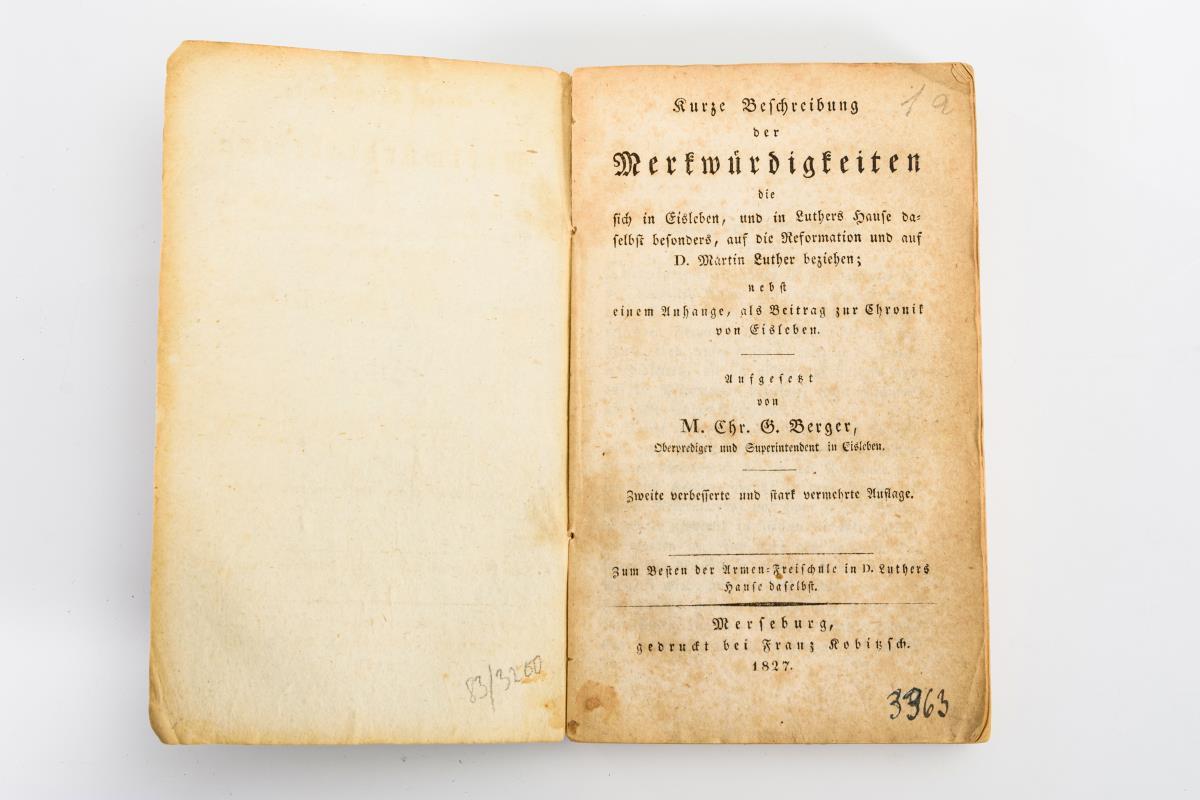 83/3200
1a
Kurze Beschreibung
der
Merkwürdigkeiten
die
sich in Eisleben, und in Luthers Hause da=
selbst besonders, auf die Reformation und auf
D. Martin Luther beziehen;
nebst
einem Anhange, als Beitrag zur Chronik
von Eisleben.
Aufgesetzt
von
M. Chr. G. Berger,
Oberprediger und Superintendent in Eisleben.
Zweite verbesserte und stark vermehrte Auflage.
Zum Besten der Armen=Freischule in D. Luthers
Hause daselbst.
Merseburg,
gedruckt bei Franz Kobitzsch.
1827.
3363